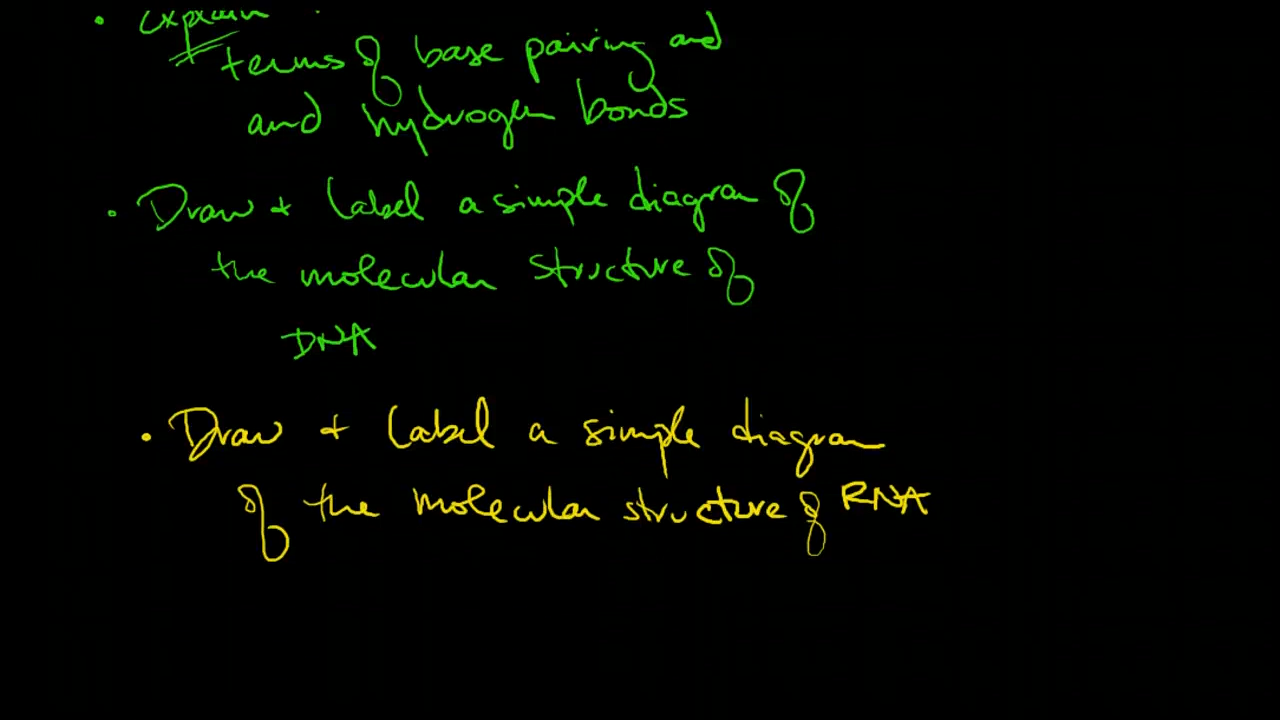 • Explain
terms of base pairing and
and hydrogen bonds
• Draw + Label a simple diagram of
the molecular structure of
DNA
• Draw + Label a simple diagram
of the molecular structure of RNA